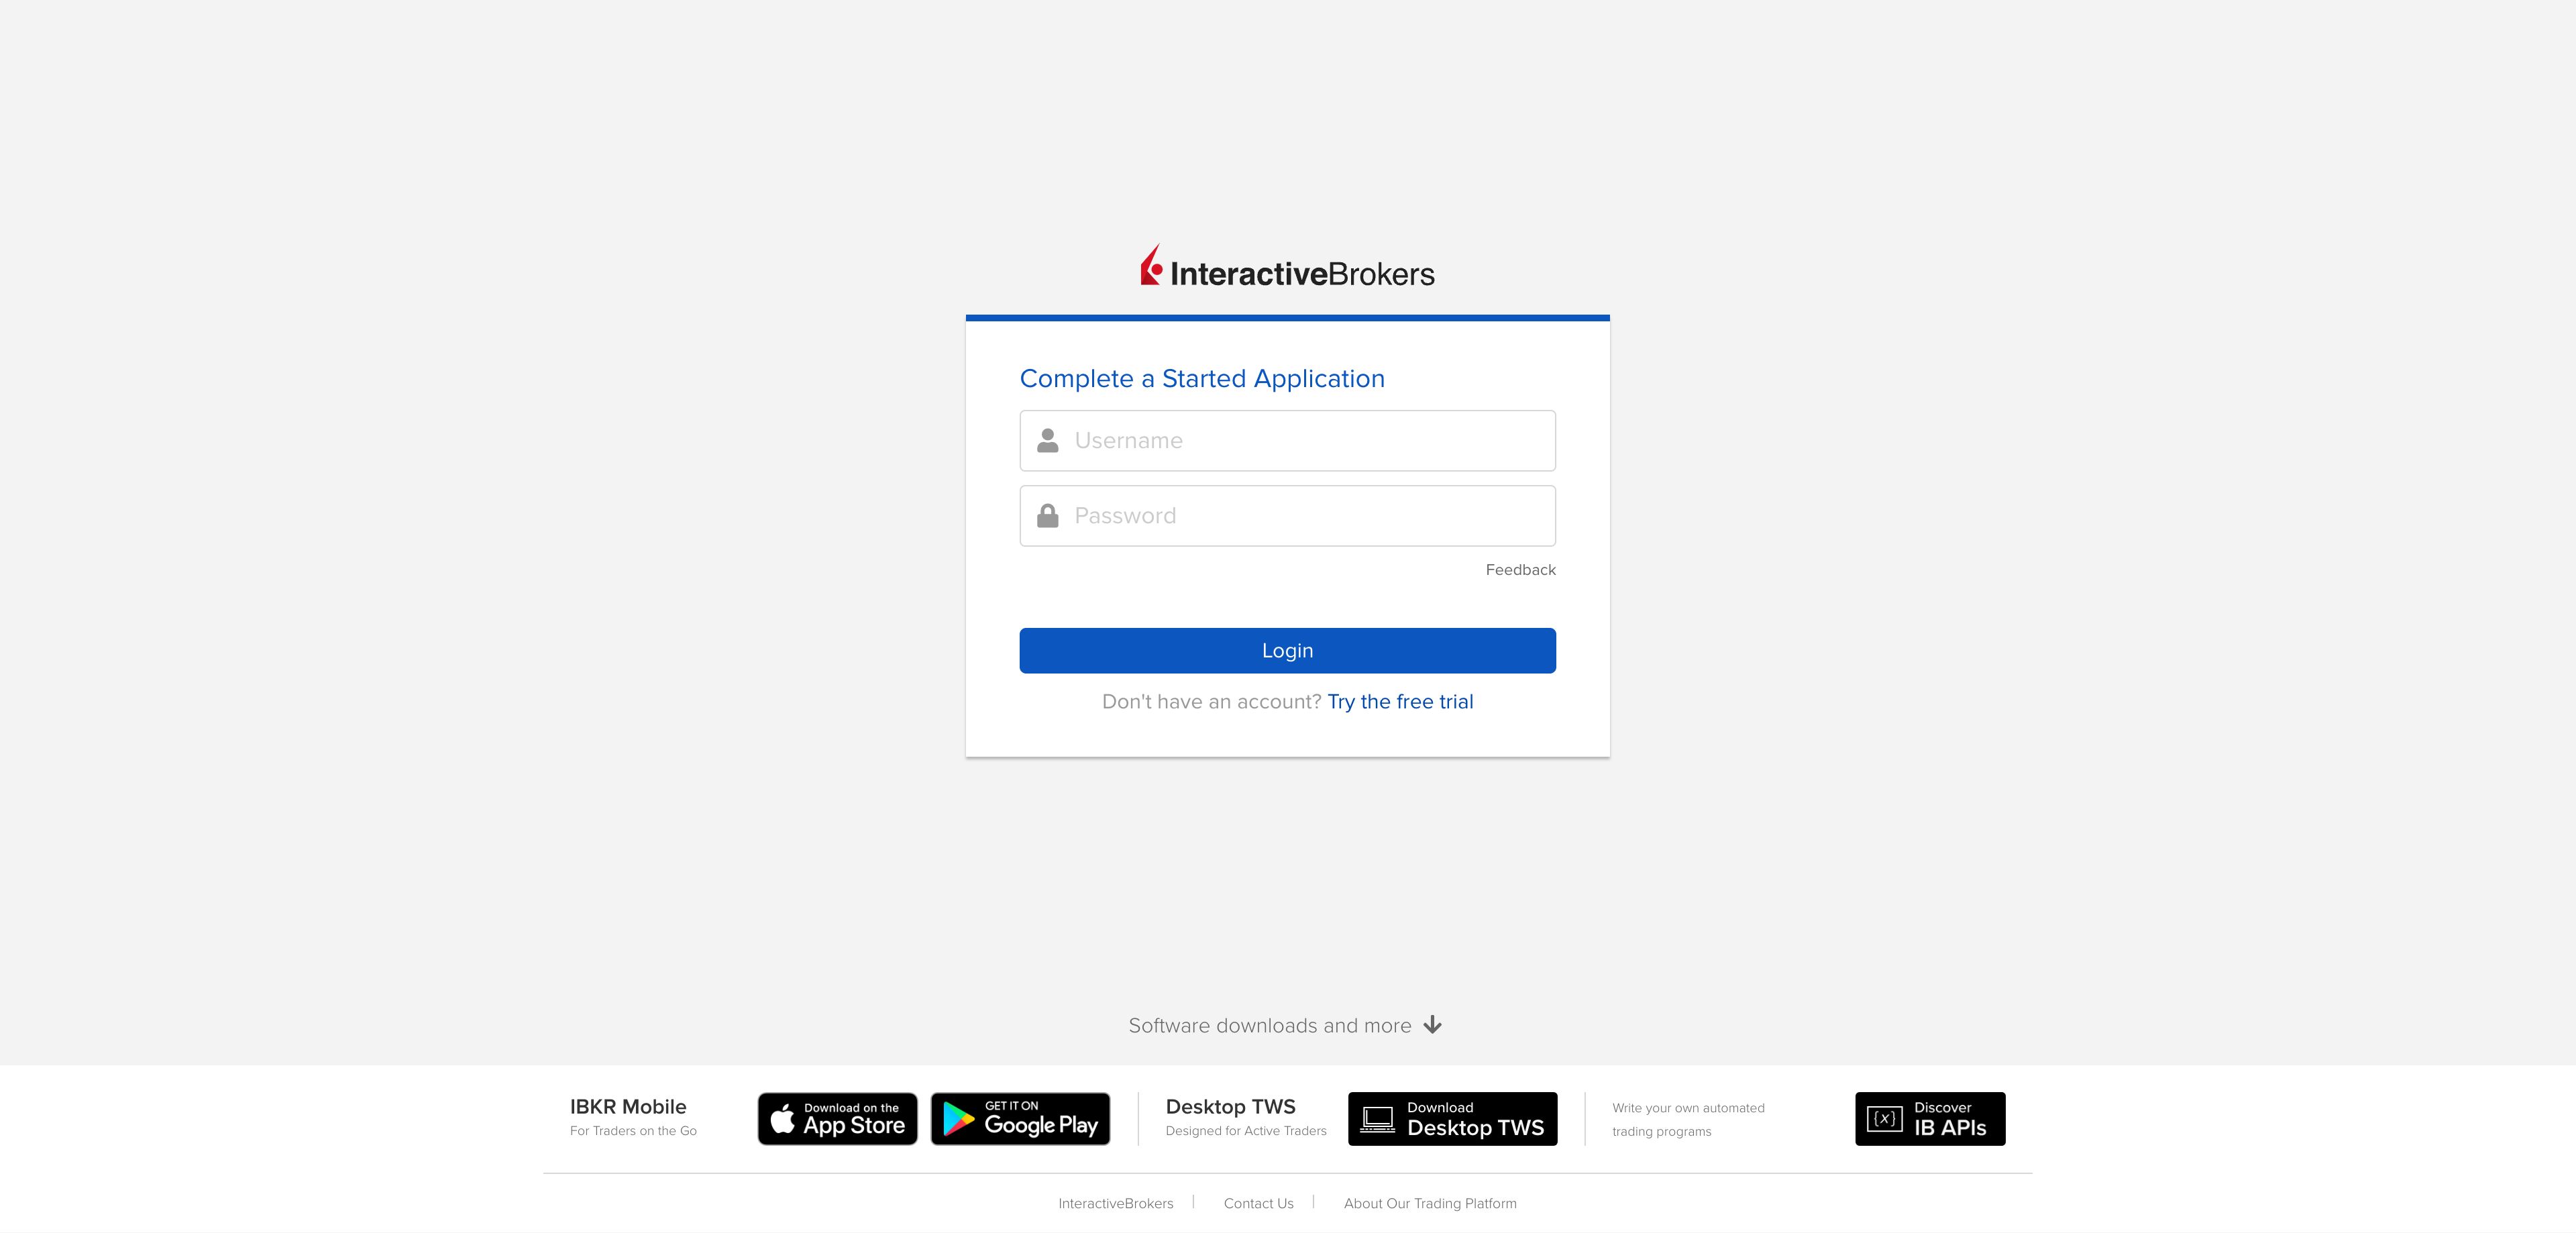 InteractiveBrokers
Complete a Started Application
Username
Password
Feedback
Login
Don't have an account? Try the free trial
Software downloads and more
IBKR Mobile
For Traders on the Go
Download on the
App Store
GET IT ON
Google Play
Desktop TWS
Designed for Active Traders
Download
Desktop TWS
Write your own automated
trading programs
{x}
Discover
IB APIs
InteractiveBrokers
Contact Us
About Our Trading Platform